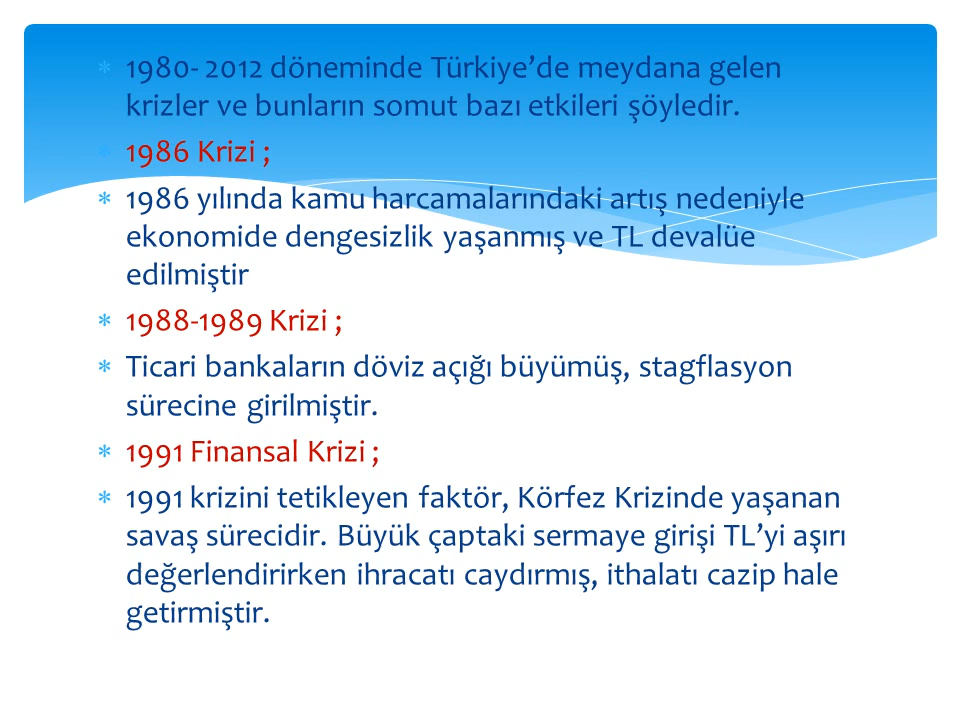 * 1980- 2012 döneminde Türkiye’de meydana gelen
krizler ve bunların somut bazı etkileri şöyledir.
* 1986 Krizi ;
* 1986 yılında kamu harcamalarındaki artış nedeniyle
ekonomide dengesizlik yaşanmış ve TL devalüe
edilmiştir
* 1988-1989 Krizi ;
* Ticari bankaların döviz açığı büyümüş, stagflasyon
sürecine girilmiştir.
* 1991 Finansal Krizi ;
* 1991 krizini tetikleyen faktör, Körfez Krizinde yaşanan
savaş sürecidir. Büyük çaptaki sermaye girişi TL’yi aşırı
değerlendirirken ihracatı caydırmış, ithalatı cazip hale
getirmiştir.